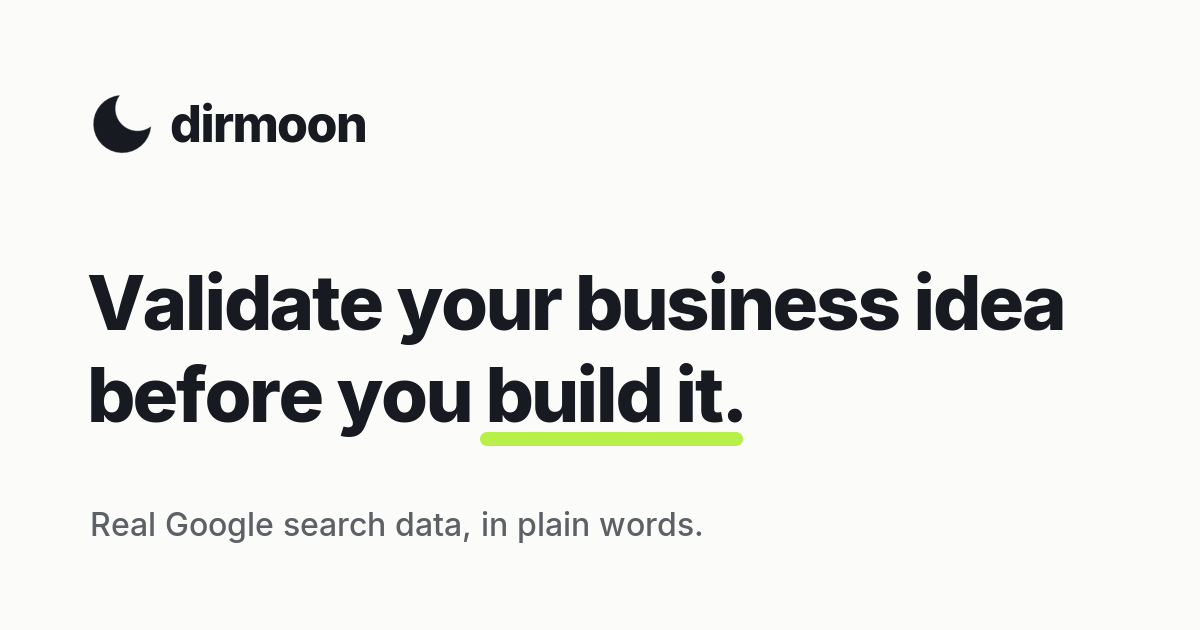 dirmoon
Validate your business idea
before you build it.
Real Google search data, in plain words.